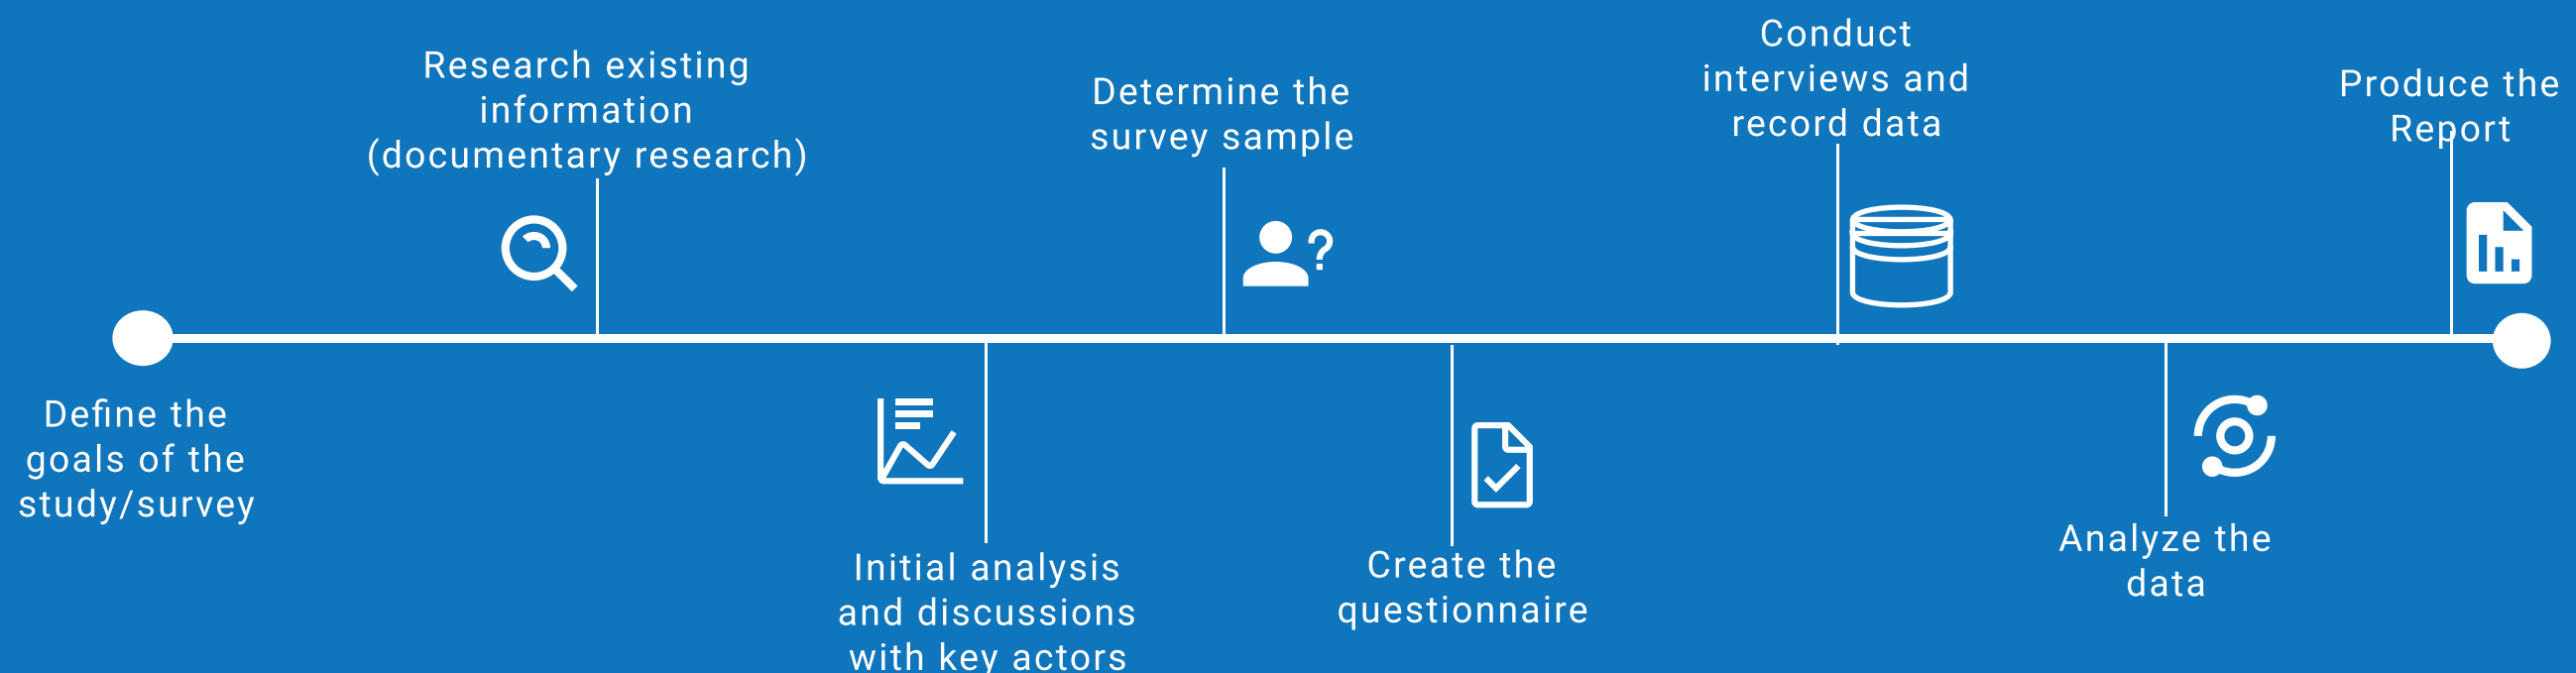 Define the
goals of the
study/survey
Research existing
information
(documentary research)
Initial analysis
and discussions
with key actors
Determine the
survey sample
?
Create the
questionnaire
Conduct
interviews and
record data
Analyze the
data
Produce the
Report